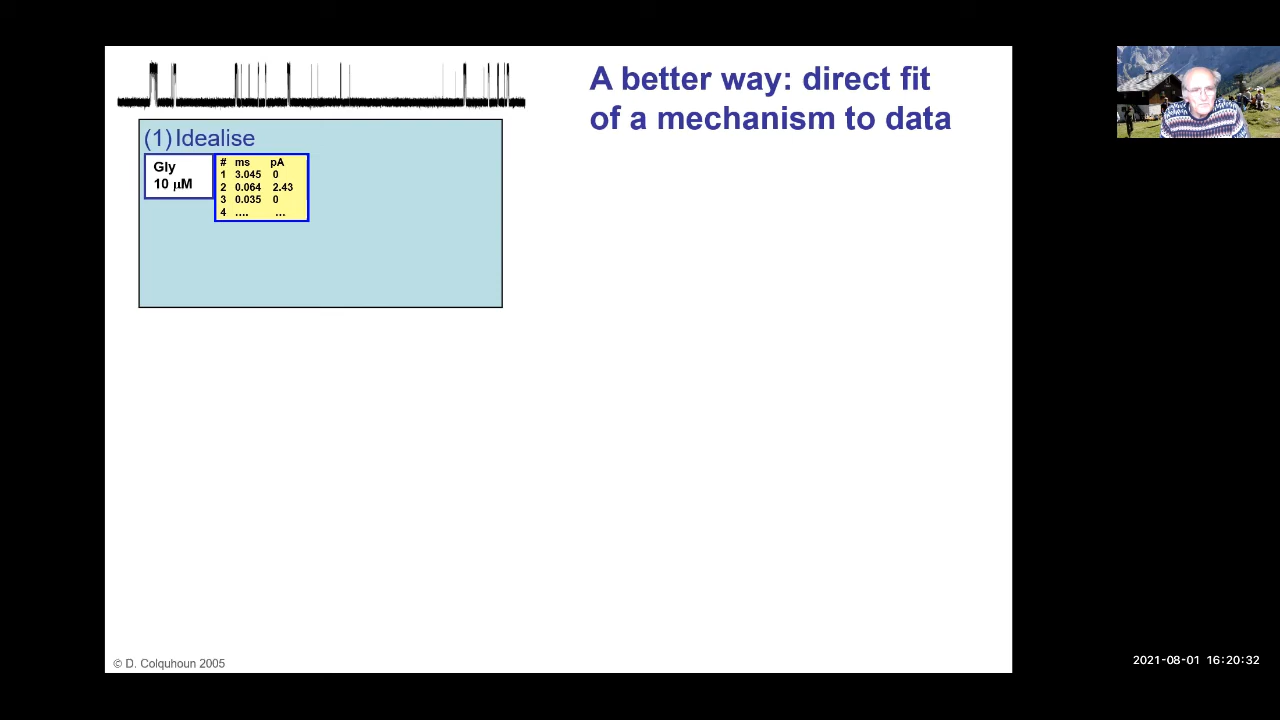 A better way: direct fit
of a mechanism to data
(1) Idealise
Gly
10 μM
# ms pA
1 3.045 0
2 0.064 2.43
3 0.035 0
4 .... ...
© D. Colquhoun 2005
2021-08-01 16:20:32